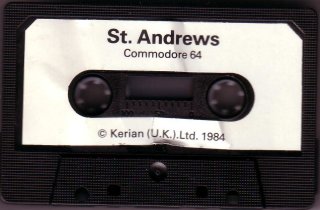 St. Andrews
Commodore 64
© Kerian (U.K.).Ltd. 1984